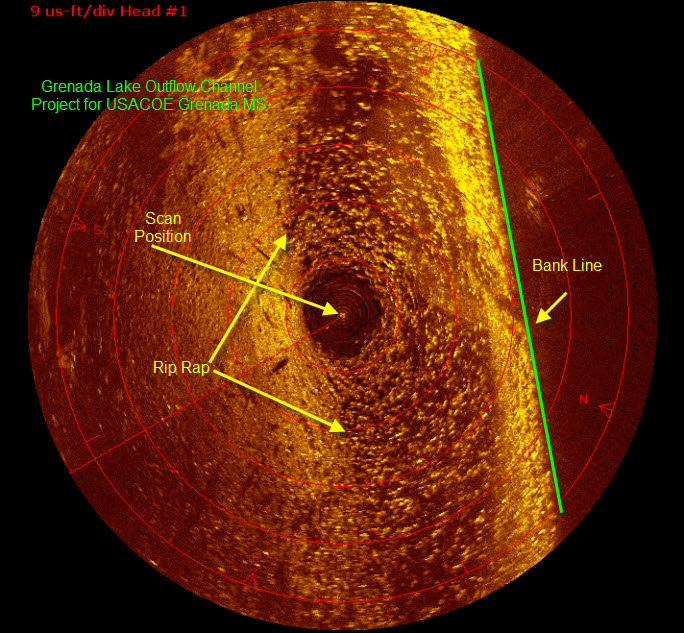 9 us-ft/div Head #1
Grenada Lake Outflow Channel
Project for USACOE Grenada MS
Scan
Position
S
Bank Line
Rip Rap
N